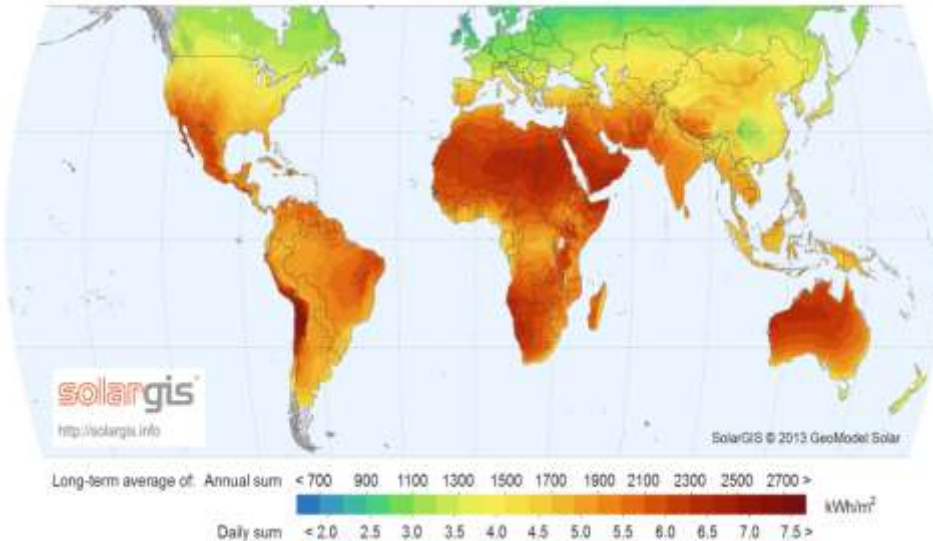 solargis
http://solargis.info
SolarGIS © 2013 GeoModel Solar
Long-term average of: Annual sum < 700 900 1100 1300 1500 1700 1900 2100 2300 2500 2700 > kWh/m²
Daily sum < 2.0 2.5 3.0 3.5 4.0 4.5 5.0 5.5 6.0 6.5 7.0 7.5 >